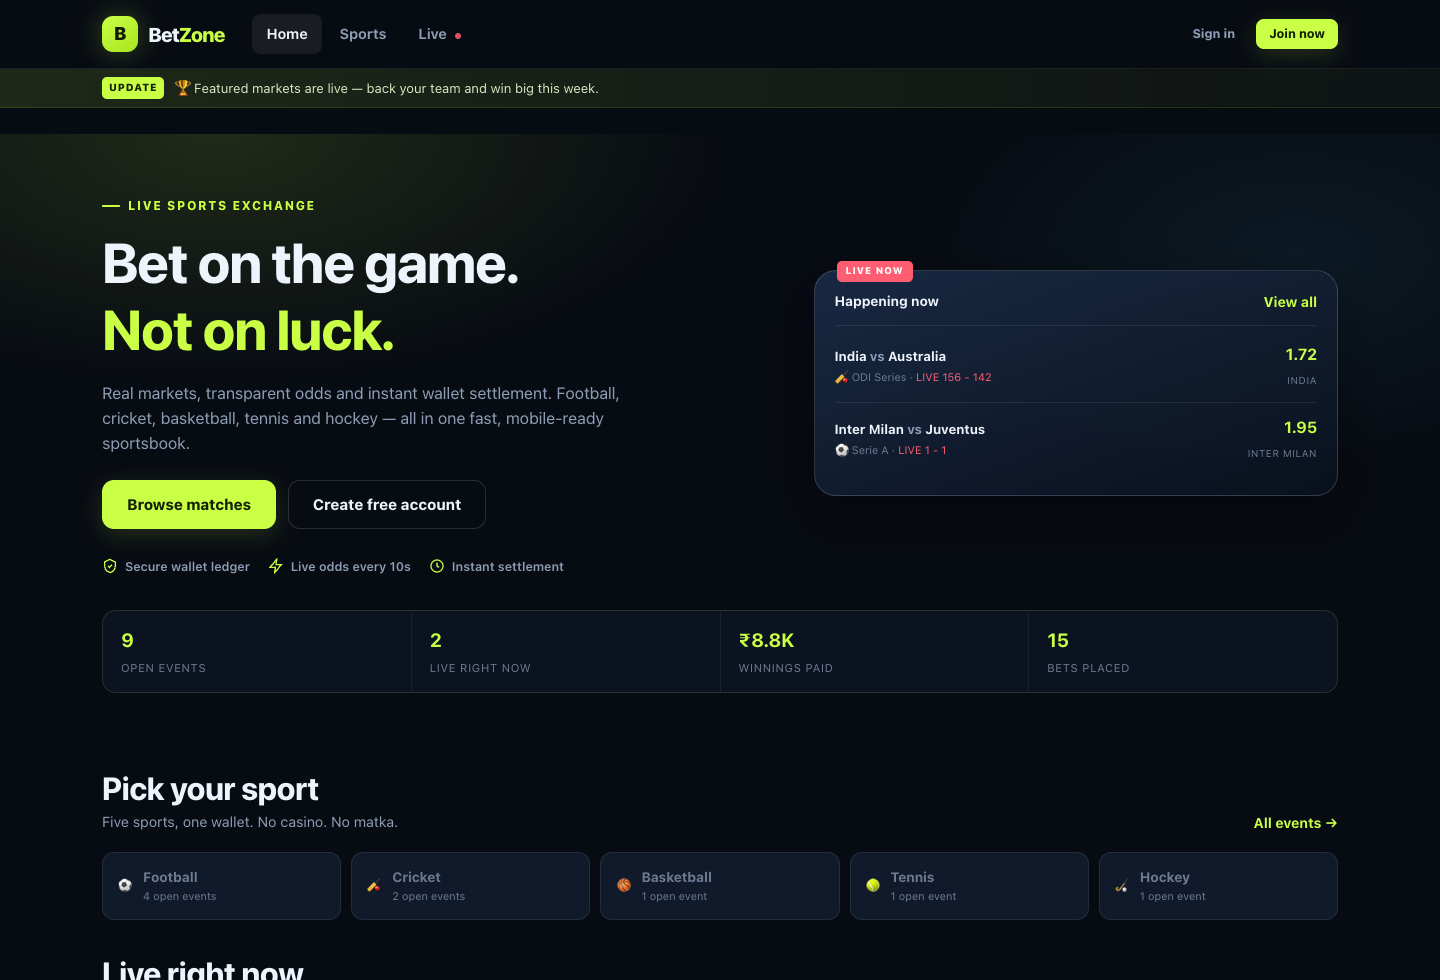 B BetZone Home Sports Live Sign in Join now
UPDATE 🏆 Featured markets are live — back your team and win big this week.
LIVE SPORTS EXCHANGE
Bet on the game.
Not on luck.
Real markets, transparent odds and instant wallet settlement. Football,
cricket, basketball, tennis and hockey — all in one fast, mobile-ready
sportsbook.
Browse matches Create free account
Secure wallet ledger Live odds every 10s Instant settlement
LIVE NOW
Happening now View all
India vs Australia 1.72
🏏 ODI Series · LIVE 156 - 142 INDIA
Inter Milan vs Juventus 1.95
⚽ Serie A · LIVE 1 - 1 INTER MILAN
9 2 ₹8.8K 15
OPEN EVENTS LIVE RIGHT NOW WINNINGS PAID BETS PLACED
Pick your sport
Five sports, one wallet. No casino. No matka. All events →
Football Cricket Basketball Tennis Hockey
4 open events 2 open events 1 open event 1 open event 1 open event
Live right now